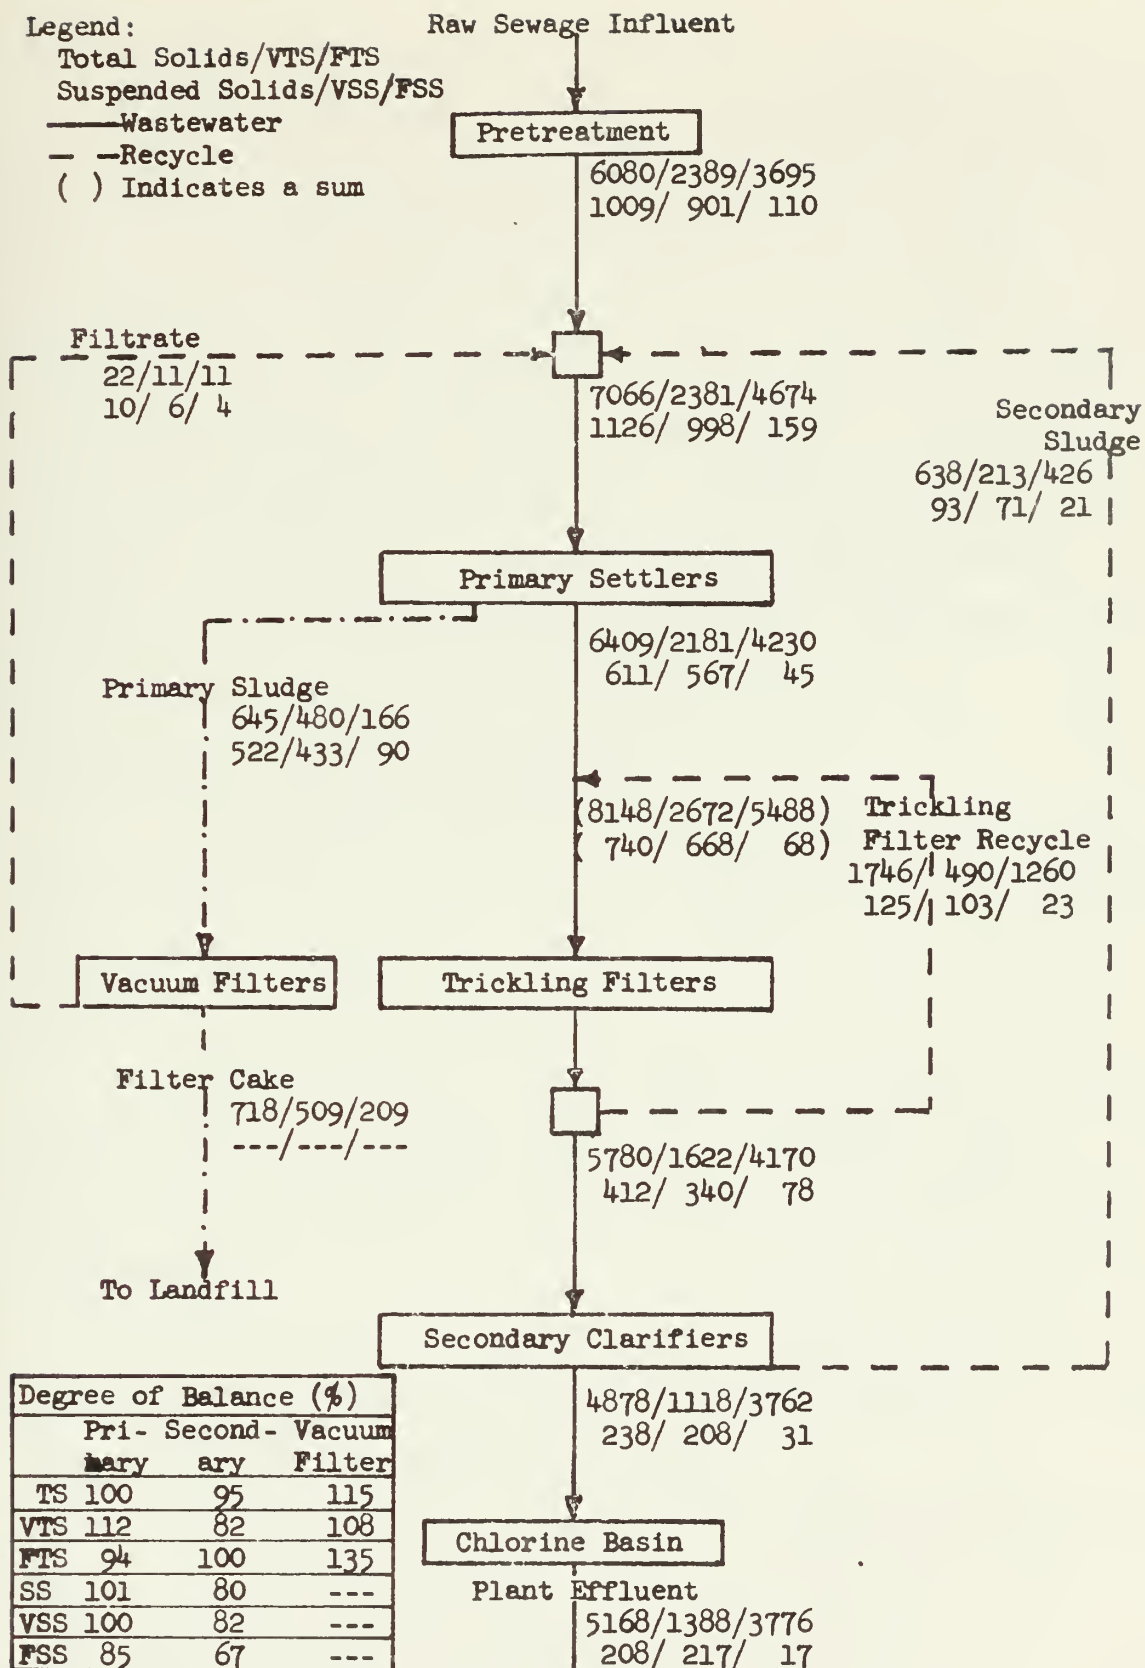 Legend:
Total Solids/VTS/FTS
Suspended Solids/VSS/FSS
Wastewater
Recycle
( ) Indicates a sum
Raw Sewage Influent
Pretreatment
6080/2389/3695
1009/ 901/ 110
Filtrate
22/11/11
10/ 6/ 4
7066/2381/4674
1126/ 998/ 159
Secondary
Sludge
638/213/426
93/ 71/ 21
Primary Settlers
6409/2181/4230
611/ 567/ 45
Primary Sludge
645/480/166
522/433/ 90
(8148/2672/5488)
( 740/ 668/ 68)
Trickling
Filter Recycle
1746/ 490/1260
125/ 103/ 23
Vacuum Filters
Trickling Filters
Filter Cake
718/509/209
---/---/---
5780/1622/4170
412/ 340/ 78
To Landfill
Secondary Clarifiers
4878/1118/3762
238/ 208/ 31
Degree of Balance (%)
Pri- Second- Vacuum
mary ary Filter
TS 100 95 115
VTS 112 82 108
FTS 94 100 135
SS 101 80 ---
VSS 100 82 ---
FSS 85 67 ---
Chlorine Basin
Plant Effluent
5168/1388/3776
208/ 217/ 17